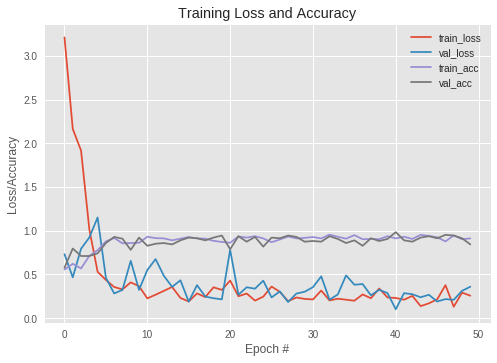 Training Loss and Accuracy
train_loss
val_loss
train_acc
val_acc
3.0
2.5
2.0
1.5
1.0
0.5
0.0
Loss/Accuracy
0 10 20 30 40 50
Epoch #